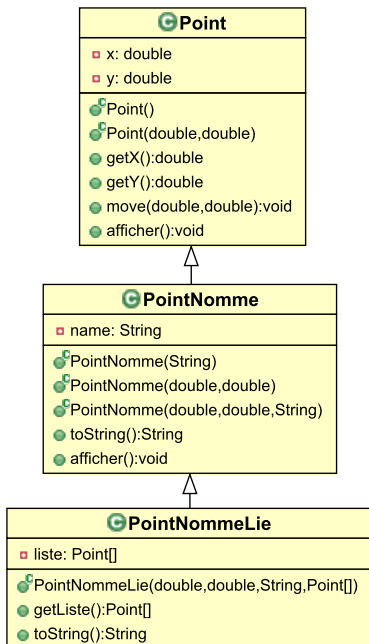 C Point
x: double
y: double
C Point()
C Point(double,double)
getX():double
getY():double
move(double,double):void
afficher():void
C PointNomme
name: String
C PointNomme(String)
C PointNomme(double,double)
C PointNomme(double,double,String)
toString():String
afficher():void
C PointNommeLie
liste: Point[]
C PointNommeLie(double,double,String,Point[])
getListe():Point[]
toString():String